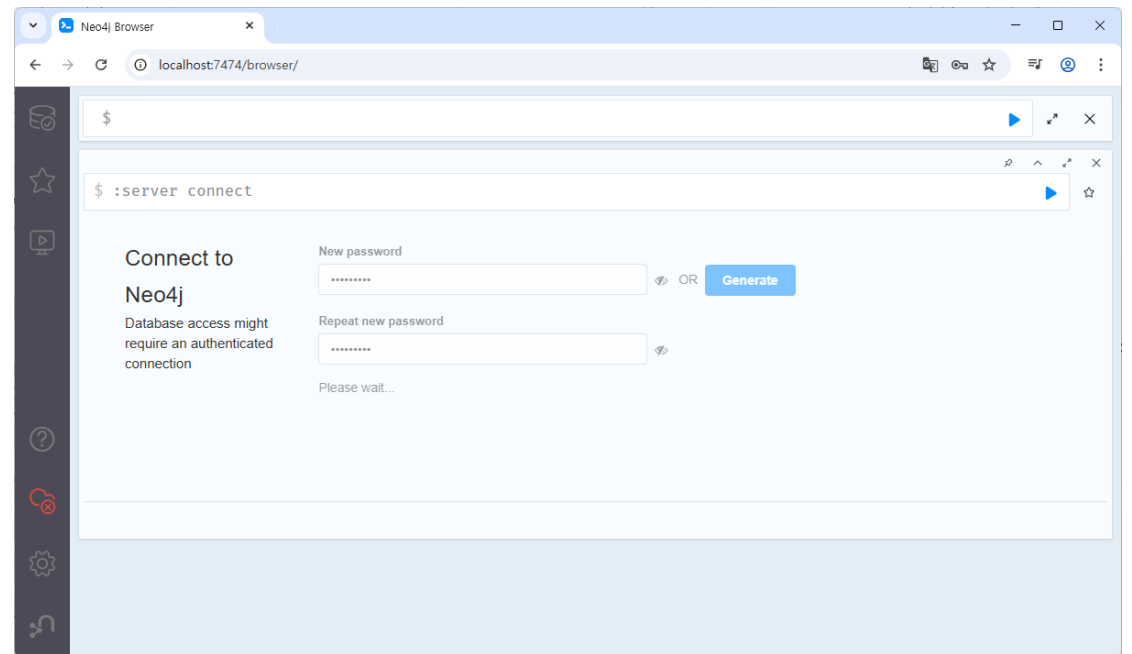 Neo4j Browser
localhost:7474/browser/
$
$ :server connect
Connect to
Neo4j
Database access might
require an authenticated
connection
New password
•••••••••
OR
Generate
Repeat new password
•••••••••
Please wait...